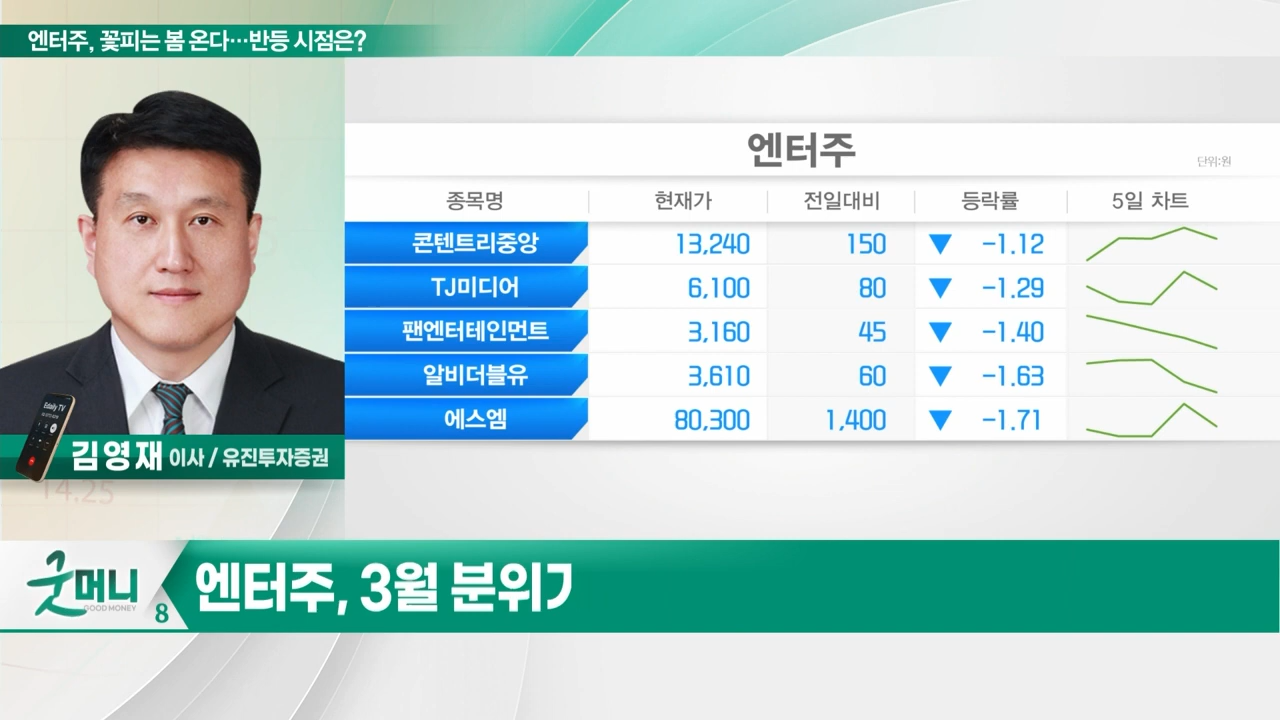 엔터주, 꽃피는 봄 온다…반등 시점은?
엔터주
단위:원
종목명 현재가 전일대비 등락률 5일 차트
콘텐트리중앙 13,240 150 ▼ -1.12
TJ미디어 6,100 80 ▼ -1.29
팬엔터테인먼트 3,160 45 ▼ -1.40
알비더블유 3,610 60 ▼ -1.63
에스엠 80,300 1,400 ▼ -1.71
Edaily TV
김영재 이사 / 유진투자증권
14.25
굿머니
GOOD MONEY
8
엔터주, 3월 분위